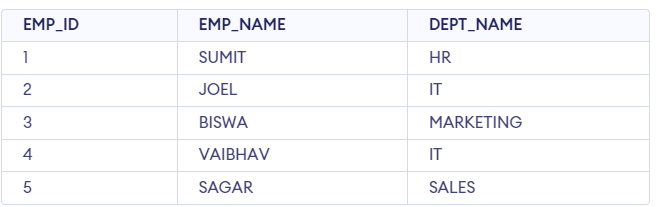 EMP_ID EMP_NAME DEPT_NAME
1 SUMIT HR
2 JOEL IT
3 BISWA MARKETING
4 VAIBHAV IT
5 SAGAR SALES